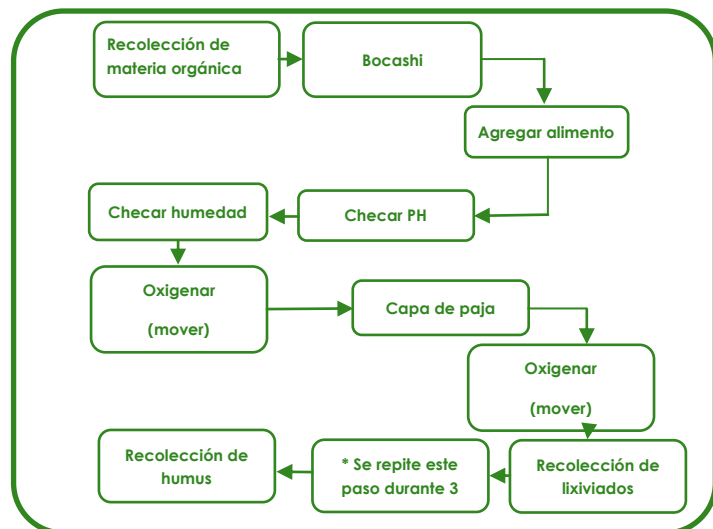 Recolección de
materia orgánica
Bocashi
Agregar alimento
Checar PH
Checar humedad
Oxigenar
(mover)
Capa de paja
Oxigenar
(mover)
Recolección de
lixiviados
* Se repite este
paso durante 3
Recolección de
humus